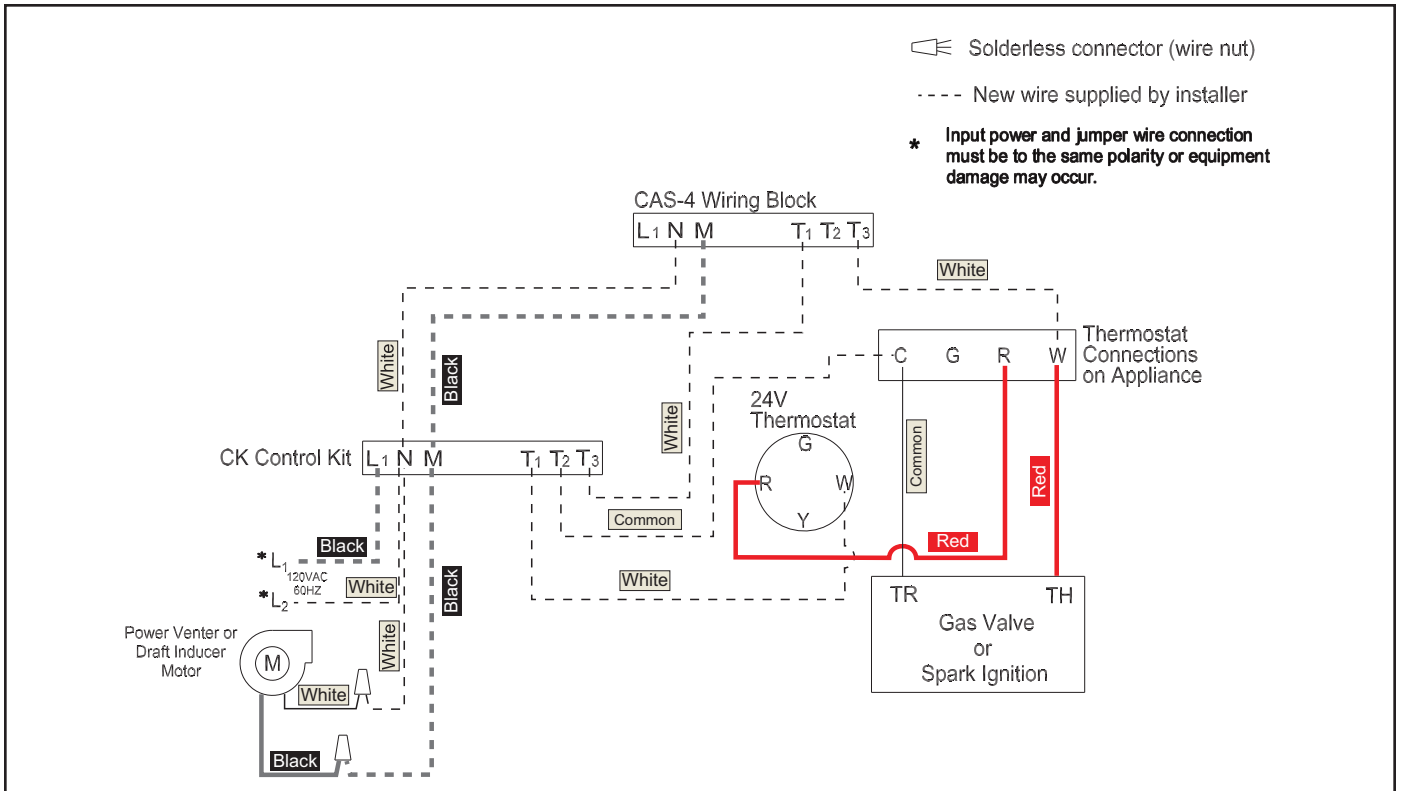 Solderless connector (wire nut)
New wire supplied by installer
* Input power and jumper wire connection
must be to the same polarity or equipment
damage may occur.
CAS-4 Wiring Block
L1 N M T1 T2 T3
White
Thermostat
Connections
on Appliance
C G R W
White
Black
24V
Thermostat
G
R W
Y
White
Common
Red
CK Control Kit
L1 N M T1 T2 T3
Common
Red
Black
*L1
120VAC
60HZ
*L2
White
White
Black
White
TR TH
Gas Valve
or
Spark Ignition
Power Venter or
Draft Inducer
Motor
M
White
Black